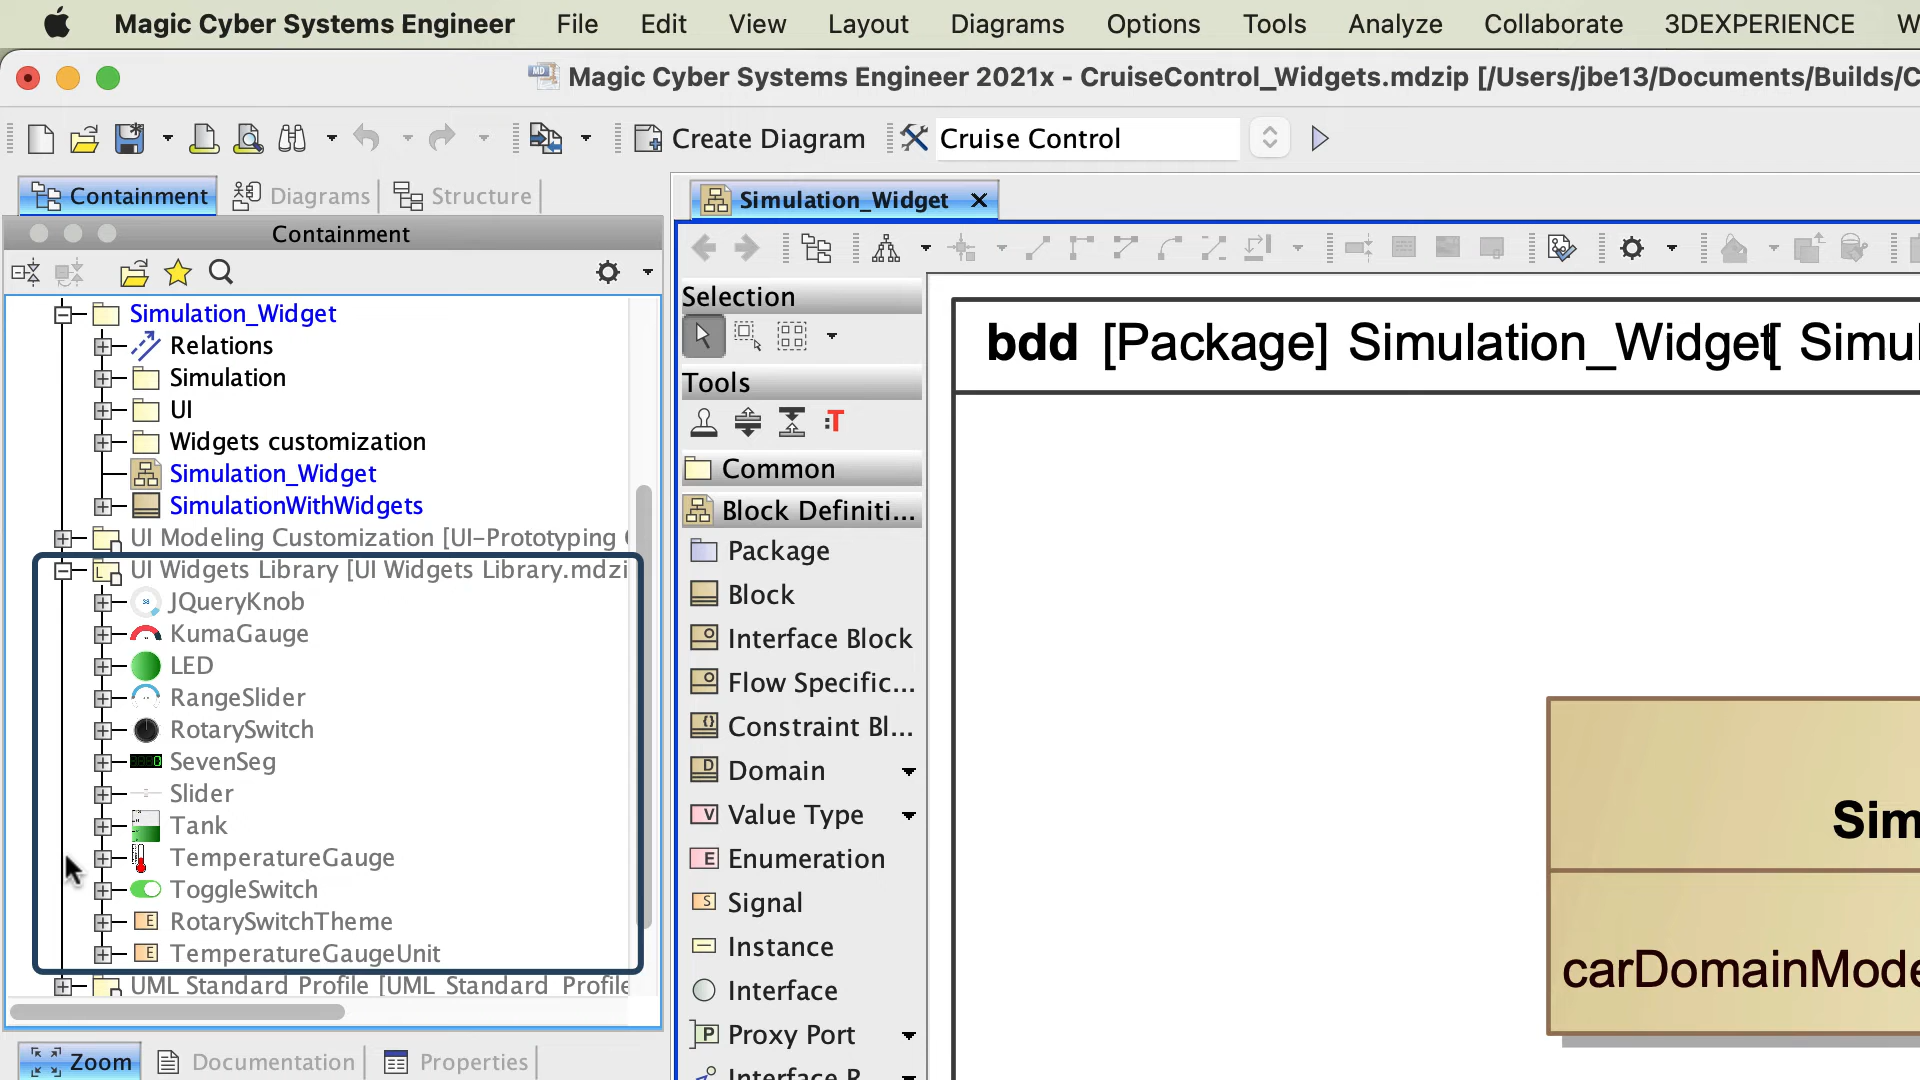 Magic Cyber Systems Engineer File Edit View Layout Diagrams Options Tools Analyze Collaborate 3DEXPERIENCE W
Magic Cyber Systems Engineer 2021x - CruiseControl_Widgets.mdzip [/Users/jbe13/Documents/Builds/C
Create Diagram Cruise Control
Containment Diagrams Structure
Simulation_Widget
Containment
Selection
Tools
Common
Block Definiti...
Package
Block
Interface Block
Flow Specific...
Constraint Bl...
Domain
Value Type
Enumeration
Signal
Instance
Interface
Proxy Port
Simulation_Widget
Relations
Simulation
UI
Widgets customization
Simulation_Widget
SimulationWithWidgets
UI Modeling Customization [UI-Prototyping
UI Widgets Library [UI Widgets Library.mdzi
JQueryKnob
KumaGauge
LED
RangeSlider
RotarySwitch
SevenSeg
Slider
Tank
TemperatureGauge
ToggleSwitch
RotarySwitchTheme
TemperatureGaugeUnit
UML Standard Profile [UML Standard Profile
Zoom Documentation Properties
bdd [Package] Simulation_Widget[ Simul
Sim
carDomainMode